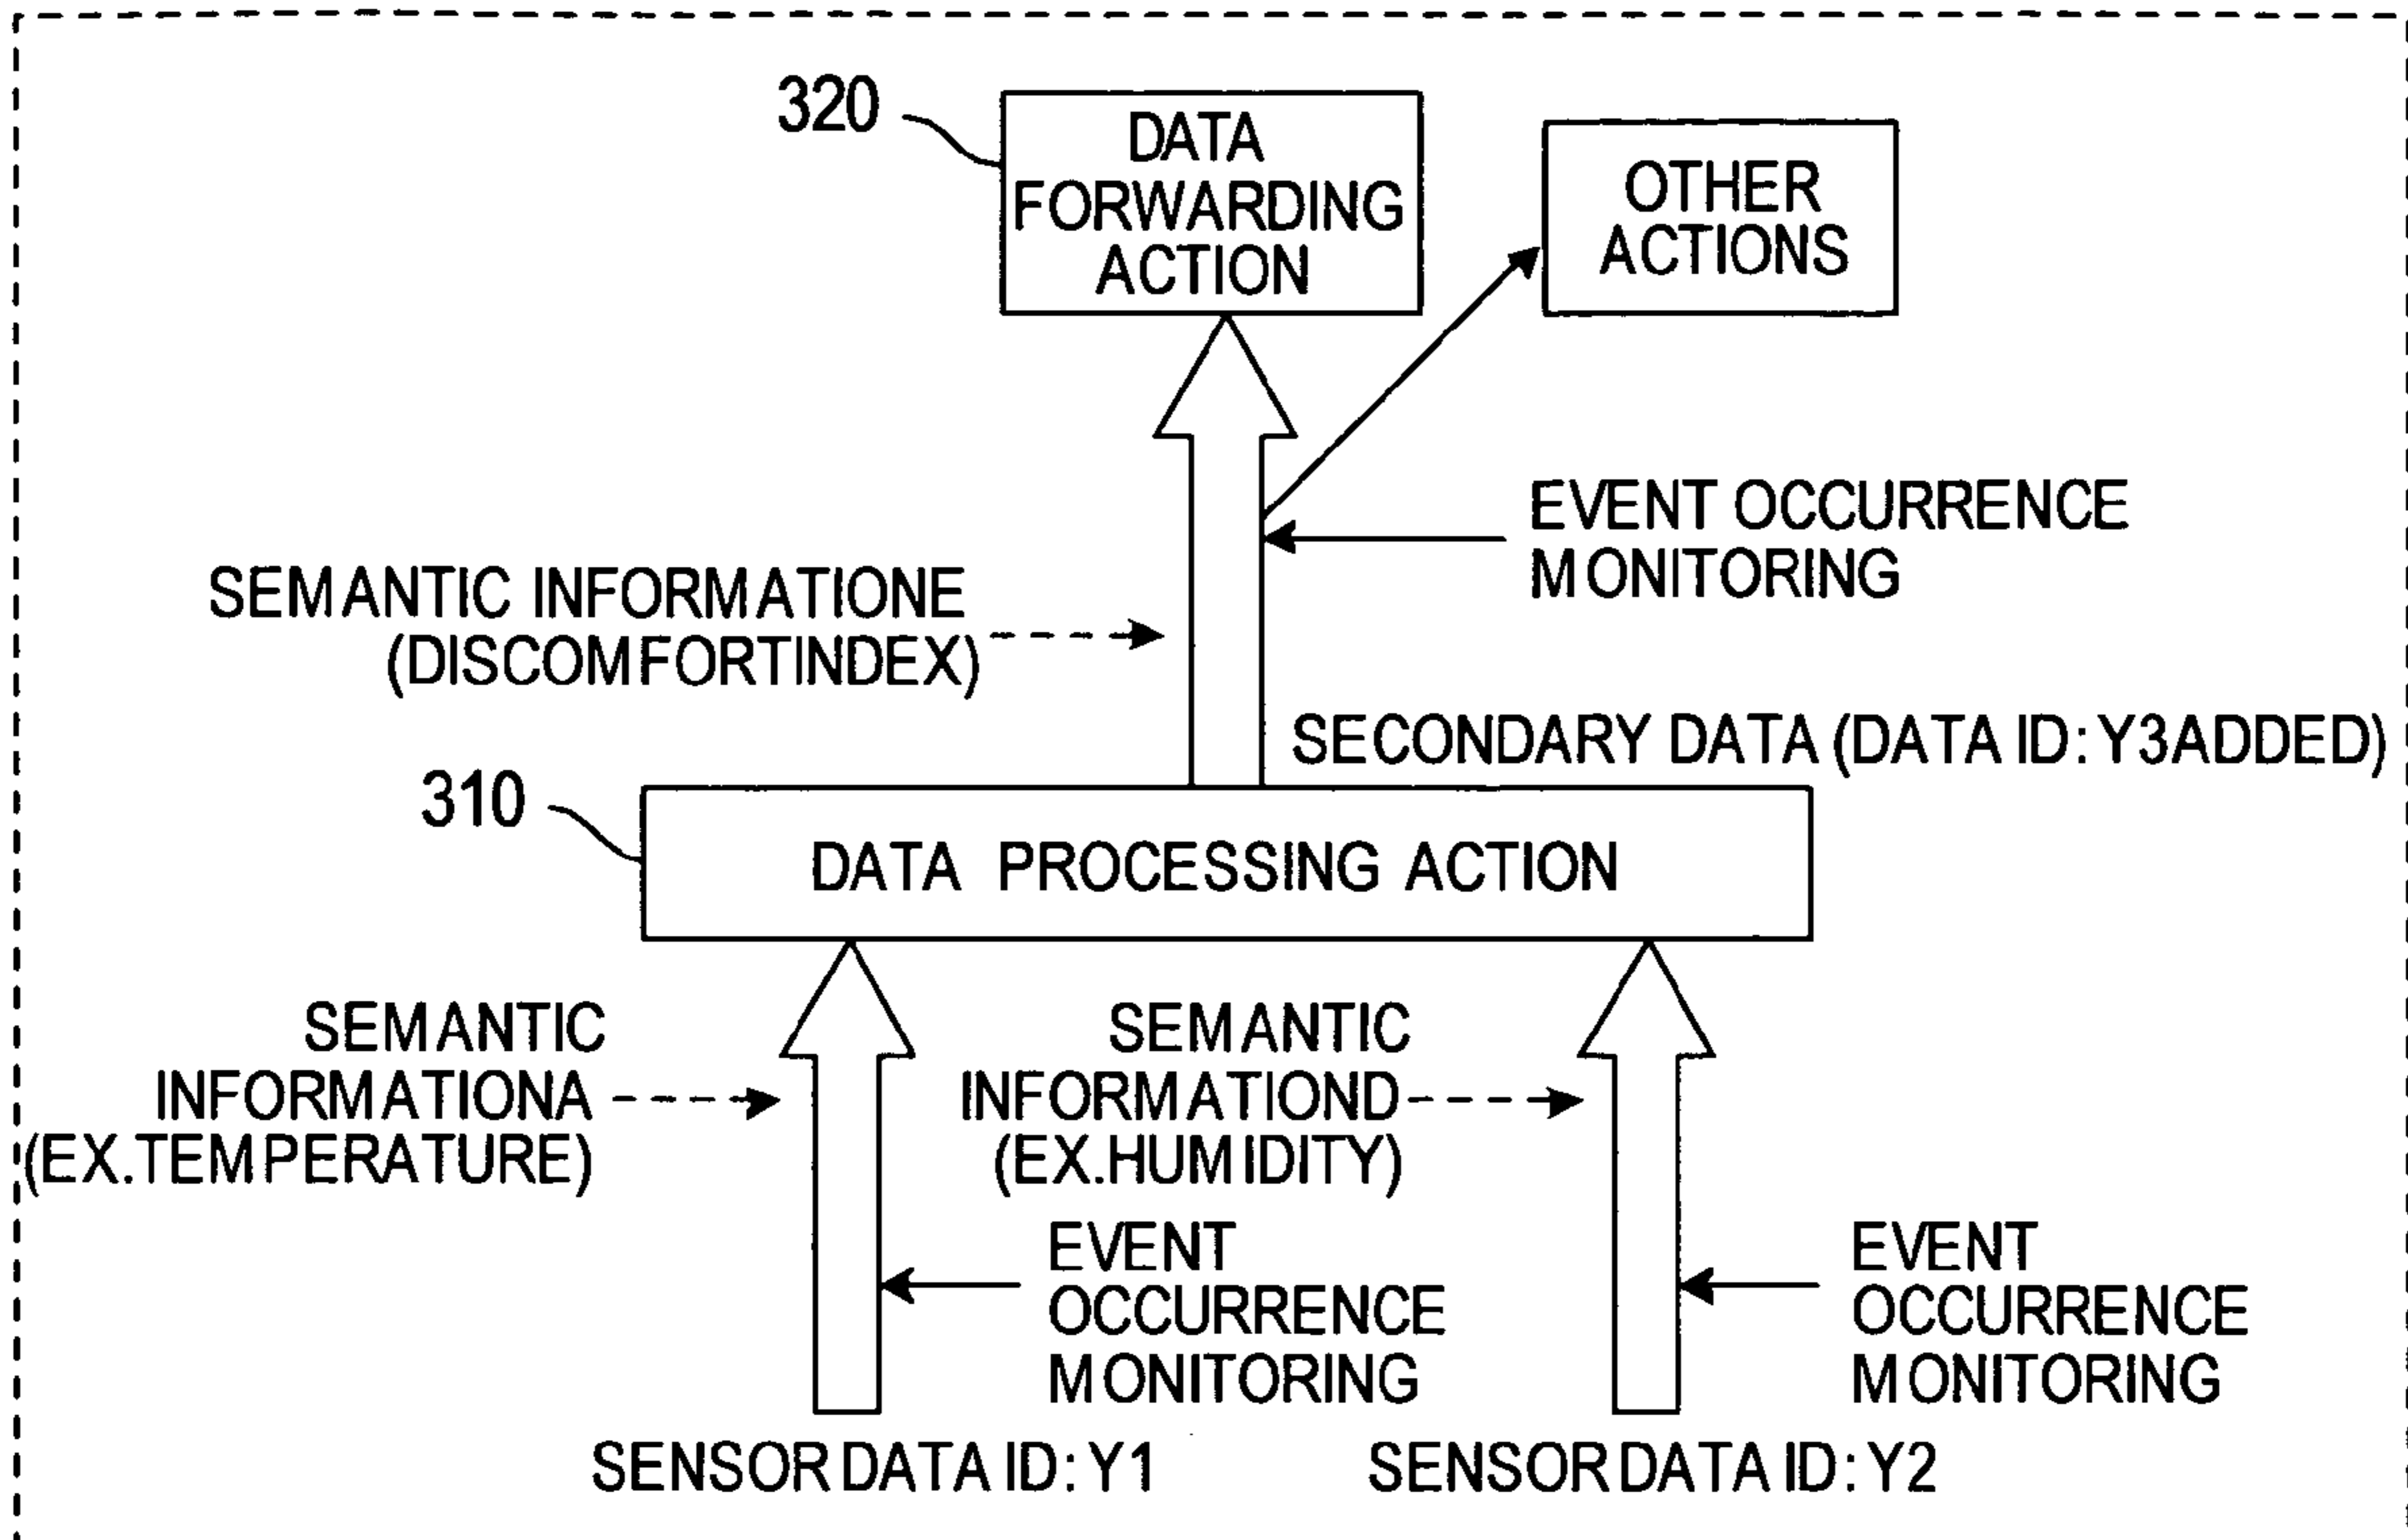 320
DATA
FORWARDING
ACTION
OTHER
ACTIONS
EVENT OCCURRENCE
MONITORING
SEMANTIC INFORMATIONE
(DISCOMFORTINDEX)
SECONDARY DATA (DATA ID: Y3ADDED)
310
DATA PROCESSING ACTION
SEMANTIC
INFORMATIONA
(EX.TEMPERATURE)
SEMANTIC
INFORMATIOND
(EX.HUMIDITY)
EVENT
OCCURRENCE
MONITORING
EVENT
OCCURRENCE
MONITORING
SENSOR DATA ID: Y1
SENSOR DATA ID: Y2